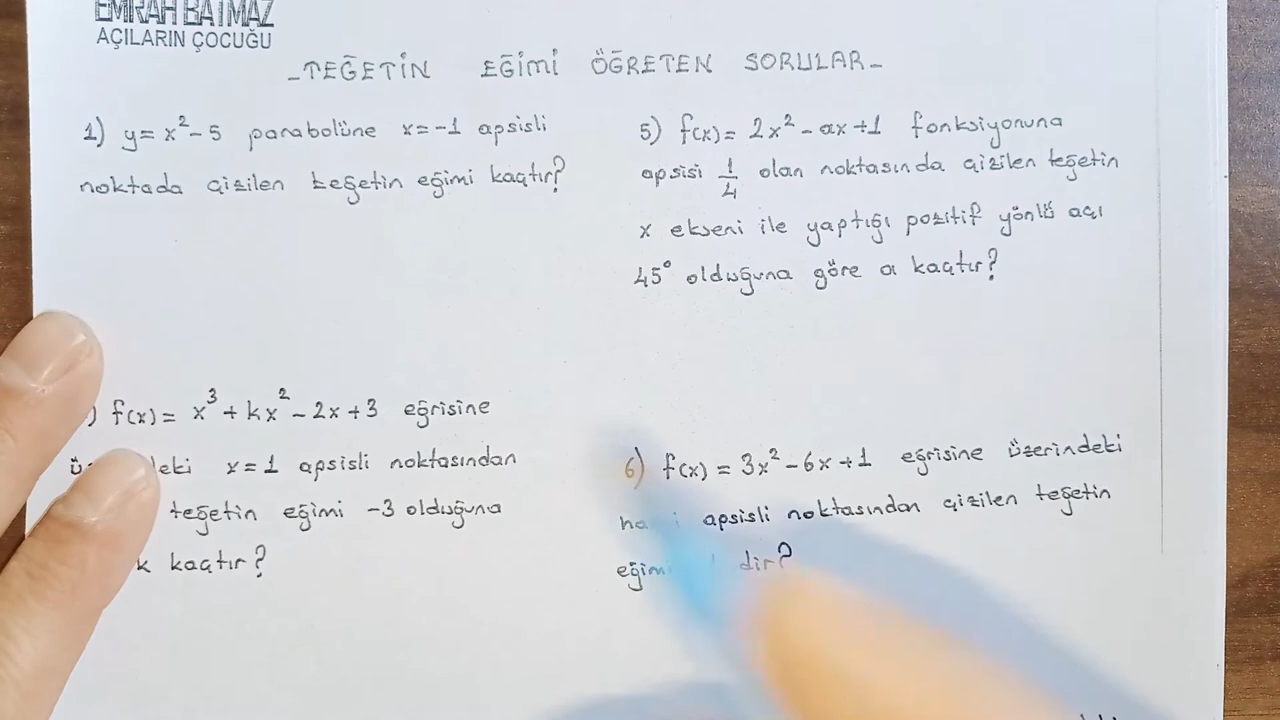 EMRAH BATMAZ
AÇILARIN ÇOCUĞU
-TEĞETİN EĞİMİ ÖĞRETEN SORULAR-
1) y= x²-5 parabolüne x=-1 apsisli
noktada çizilen teğetin eğimi kaçtır?
) f(x)= x³+kx²-2x+3 eğrisine
x=1 apsisli noktasından
teğetin eğimi -3 olduğuna
k kaçtır?
5) f(x)= 2x²-ax+1 fonksiyonuna
apsisi 1/4 olan noktasında çizilen teğetin
x ekseni ile yaptığı pozitif yönlü açı
45° olduğuna göre a kaçtır?
6) f(x)= 3x²-6x+1 eğrisine üzerindeki
apsisli noktasından çizilen teğetin
dir?